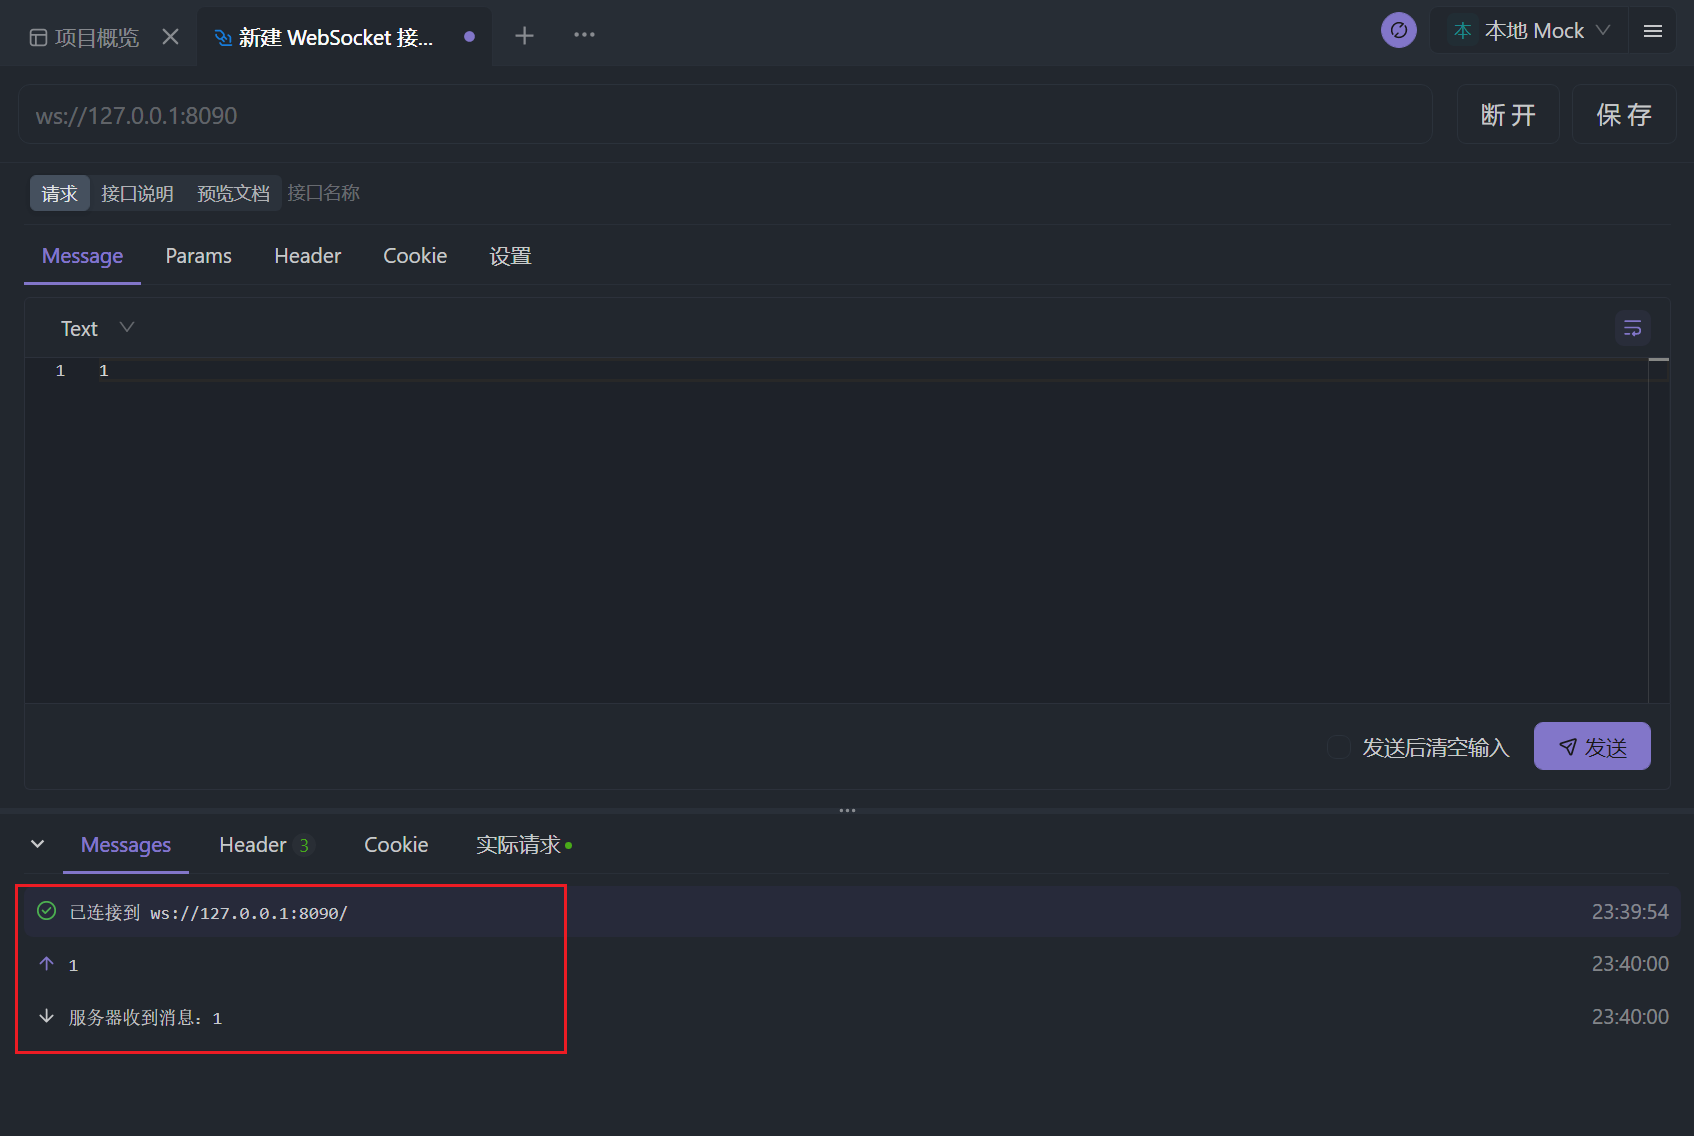 项目概览
新建 WebSocket 接...
本 本地 Mock
ws://127.0.0.1:8090
断 开
保 存
请求 接口说明 预览文档 接口名称
Message Params Header Cookie 设置
Text
1 1
发送后清空输入 发送
Messages Header 3 Cookie 实际请求
已连接到 ws://127.0.0.1:8090/ 23:39:54
1 23:40:00
服务器收到消息：1 23:40:00